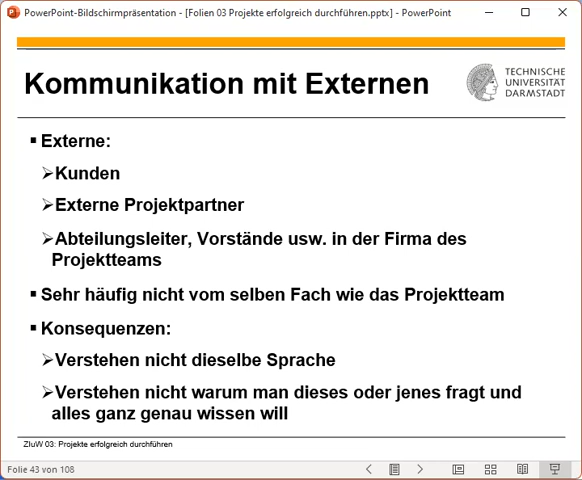 PowerPoint-Bildschirmpräsentation - [Folien 03 Projekte erfolgreich durchführen.pptx] - PowerPoint
Kommunikation mit Externen
TECHNISCHE
UNIVERSITÄT
DARMSTADT
▪ Externe:
➢Kunden
➢Externe Projektpartner
➢Abteilungsleiter, Vorstände usw. in der Firma des
Projektteams
▪ Sehr häufig nicht vom selben Fach wie das Projektteam
▪ Konsequenzen:
➢Verstehen nicht dieselbe Sprache
➢Verstehen nicht warum man dieses oder jenes fragt und
alles ganz genau wissen will
ZIuW 03: Projekte erfolgreich durchführen
Folie 43 von 108